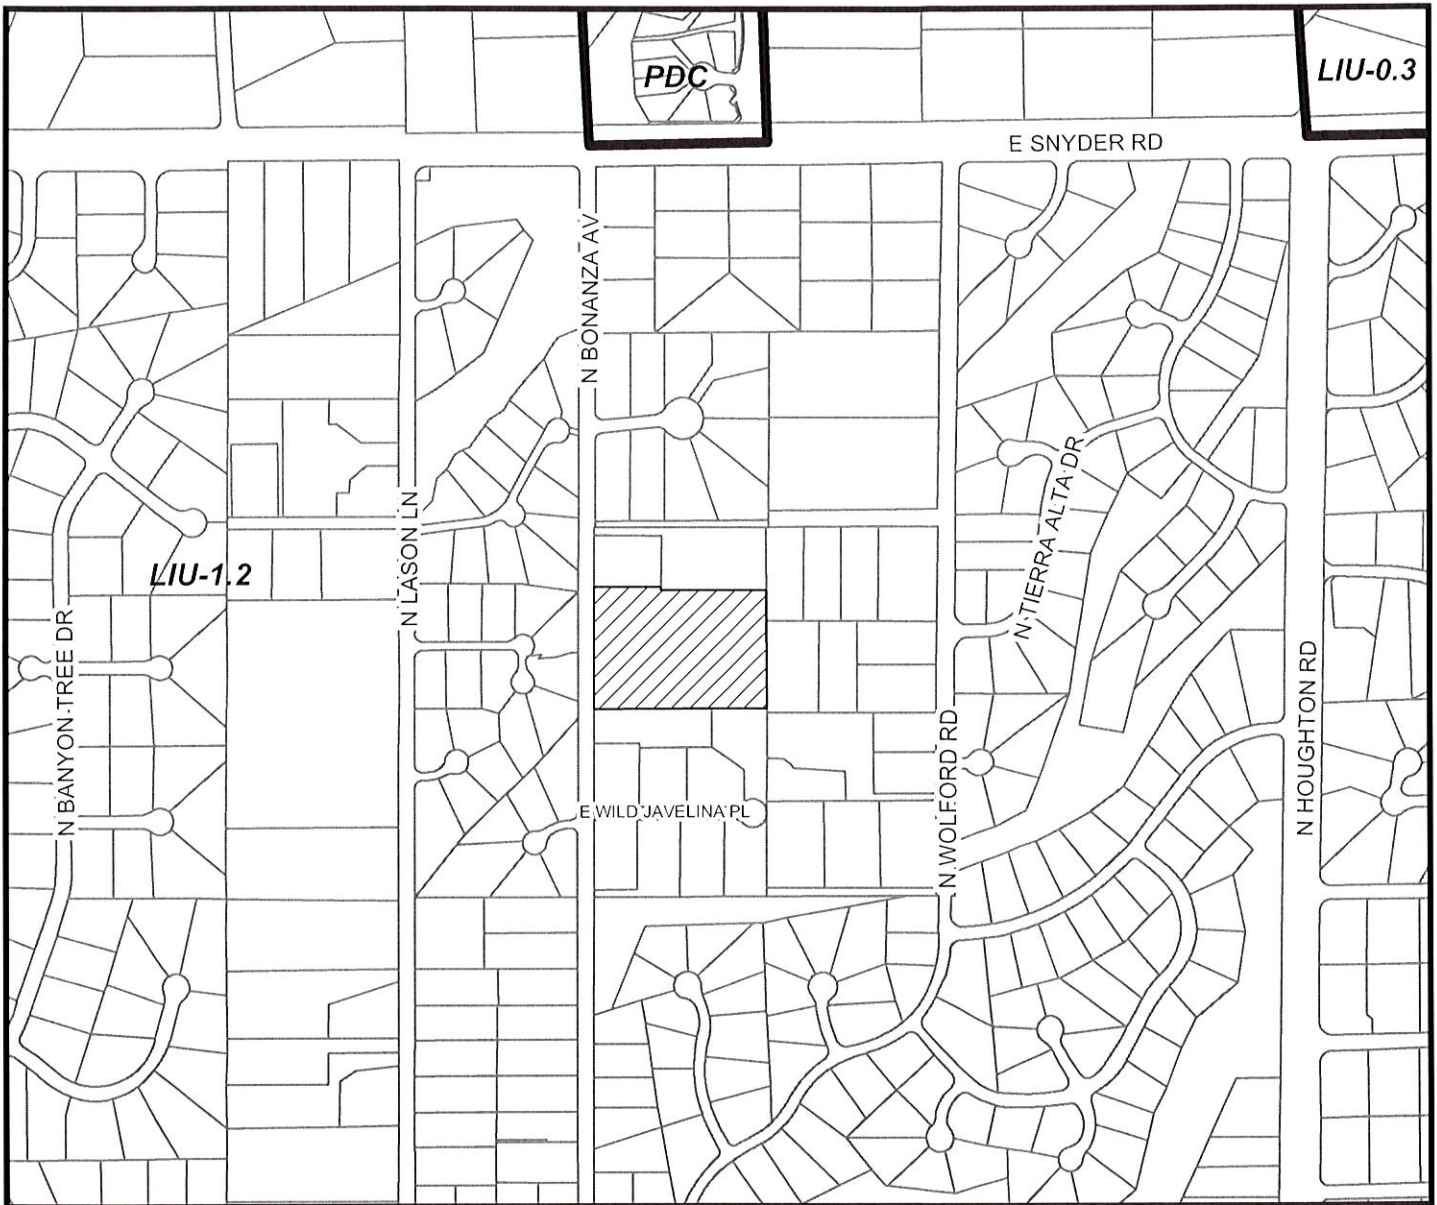 PDC
LIU-0.3
E SNYDER RD
N BONANZA AV
N TIERRA ALTA DR
N LASON LN
LIU-1.2
N BANYON TREE DR
N HOUGHTON RD
N WOLFORD RD
E WILD JAVELINA PL